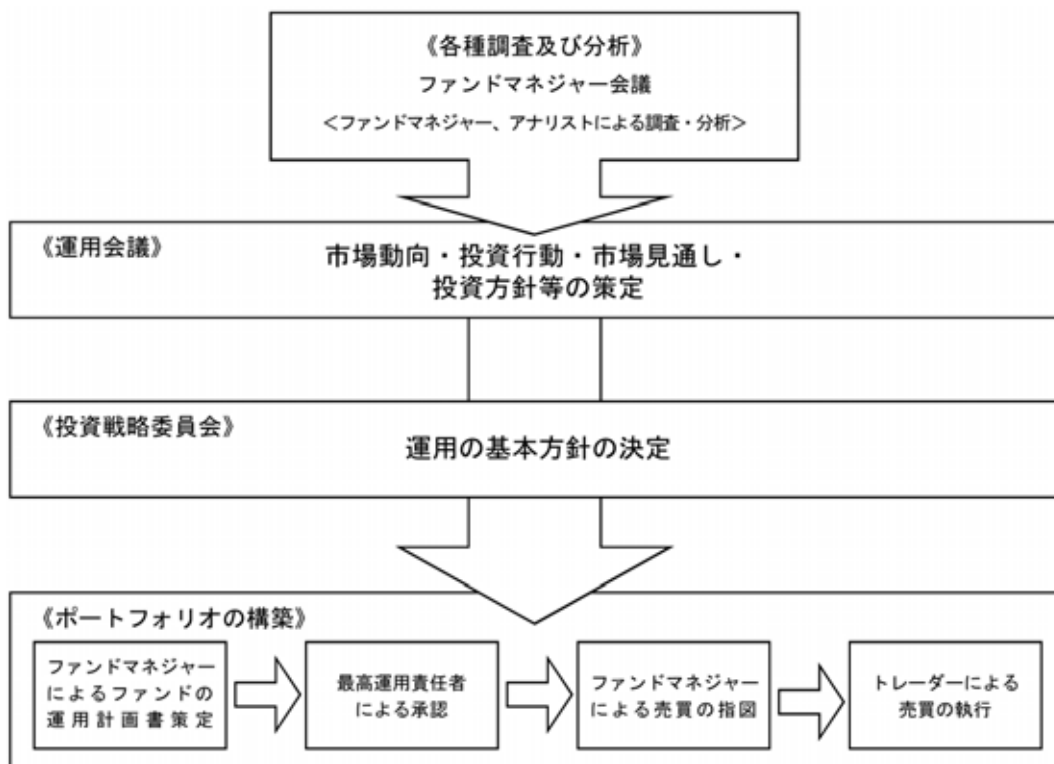 《各種調査及び分析》
ファンドマネジャー会議
＜ファンドマネジャー、アナリストによる調査・分析＞
《運用会議》
市場動向・投資行動・市場見通し・
投資方針等の策定
《投資戦略委員会》
運用の基本方針の決定
《ポートフォリオの構築》
ファンドマネジャー
によるファンドの
運用計画書策定
最高運用責任者
による承認
ファンドマネジャー
による売買の指図
トレーダーによる
売買の執行